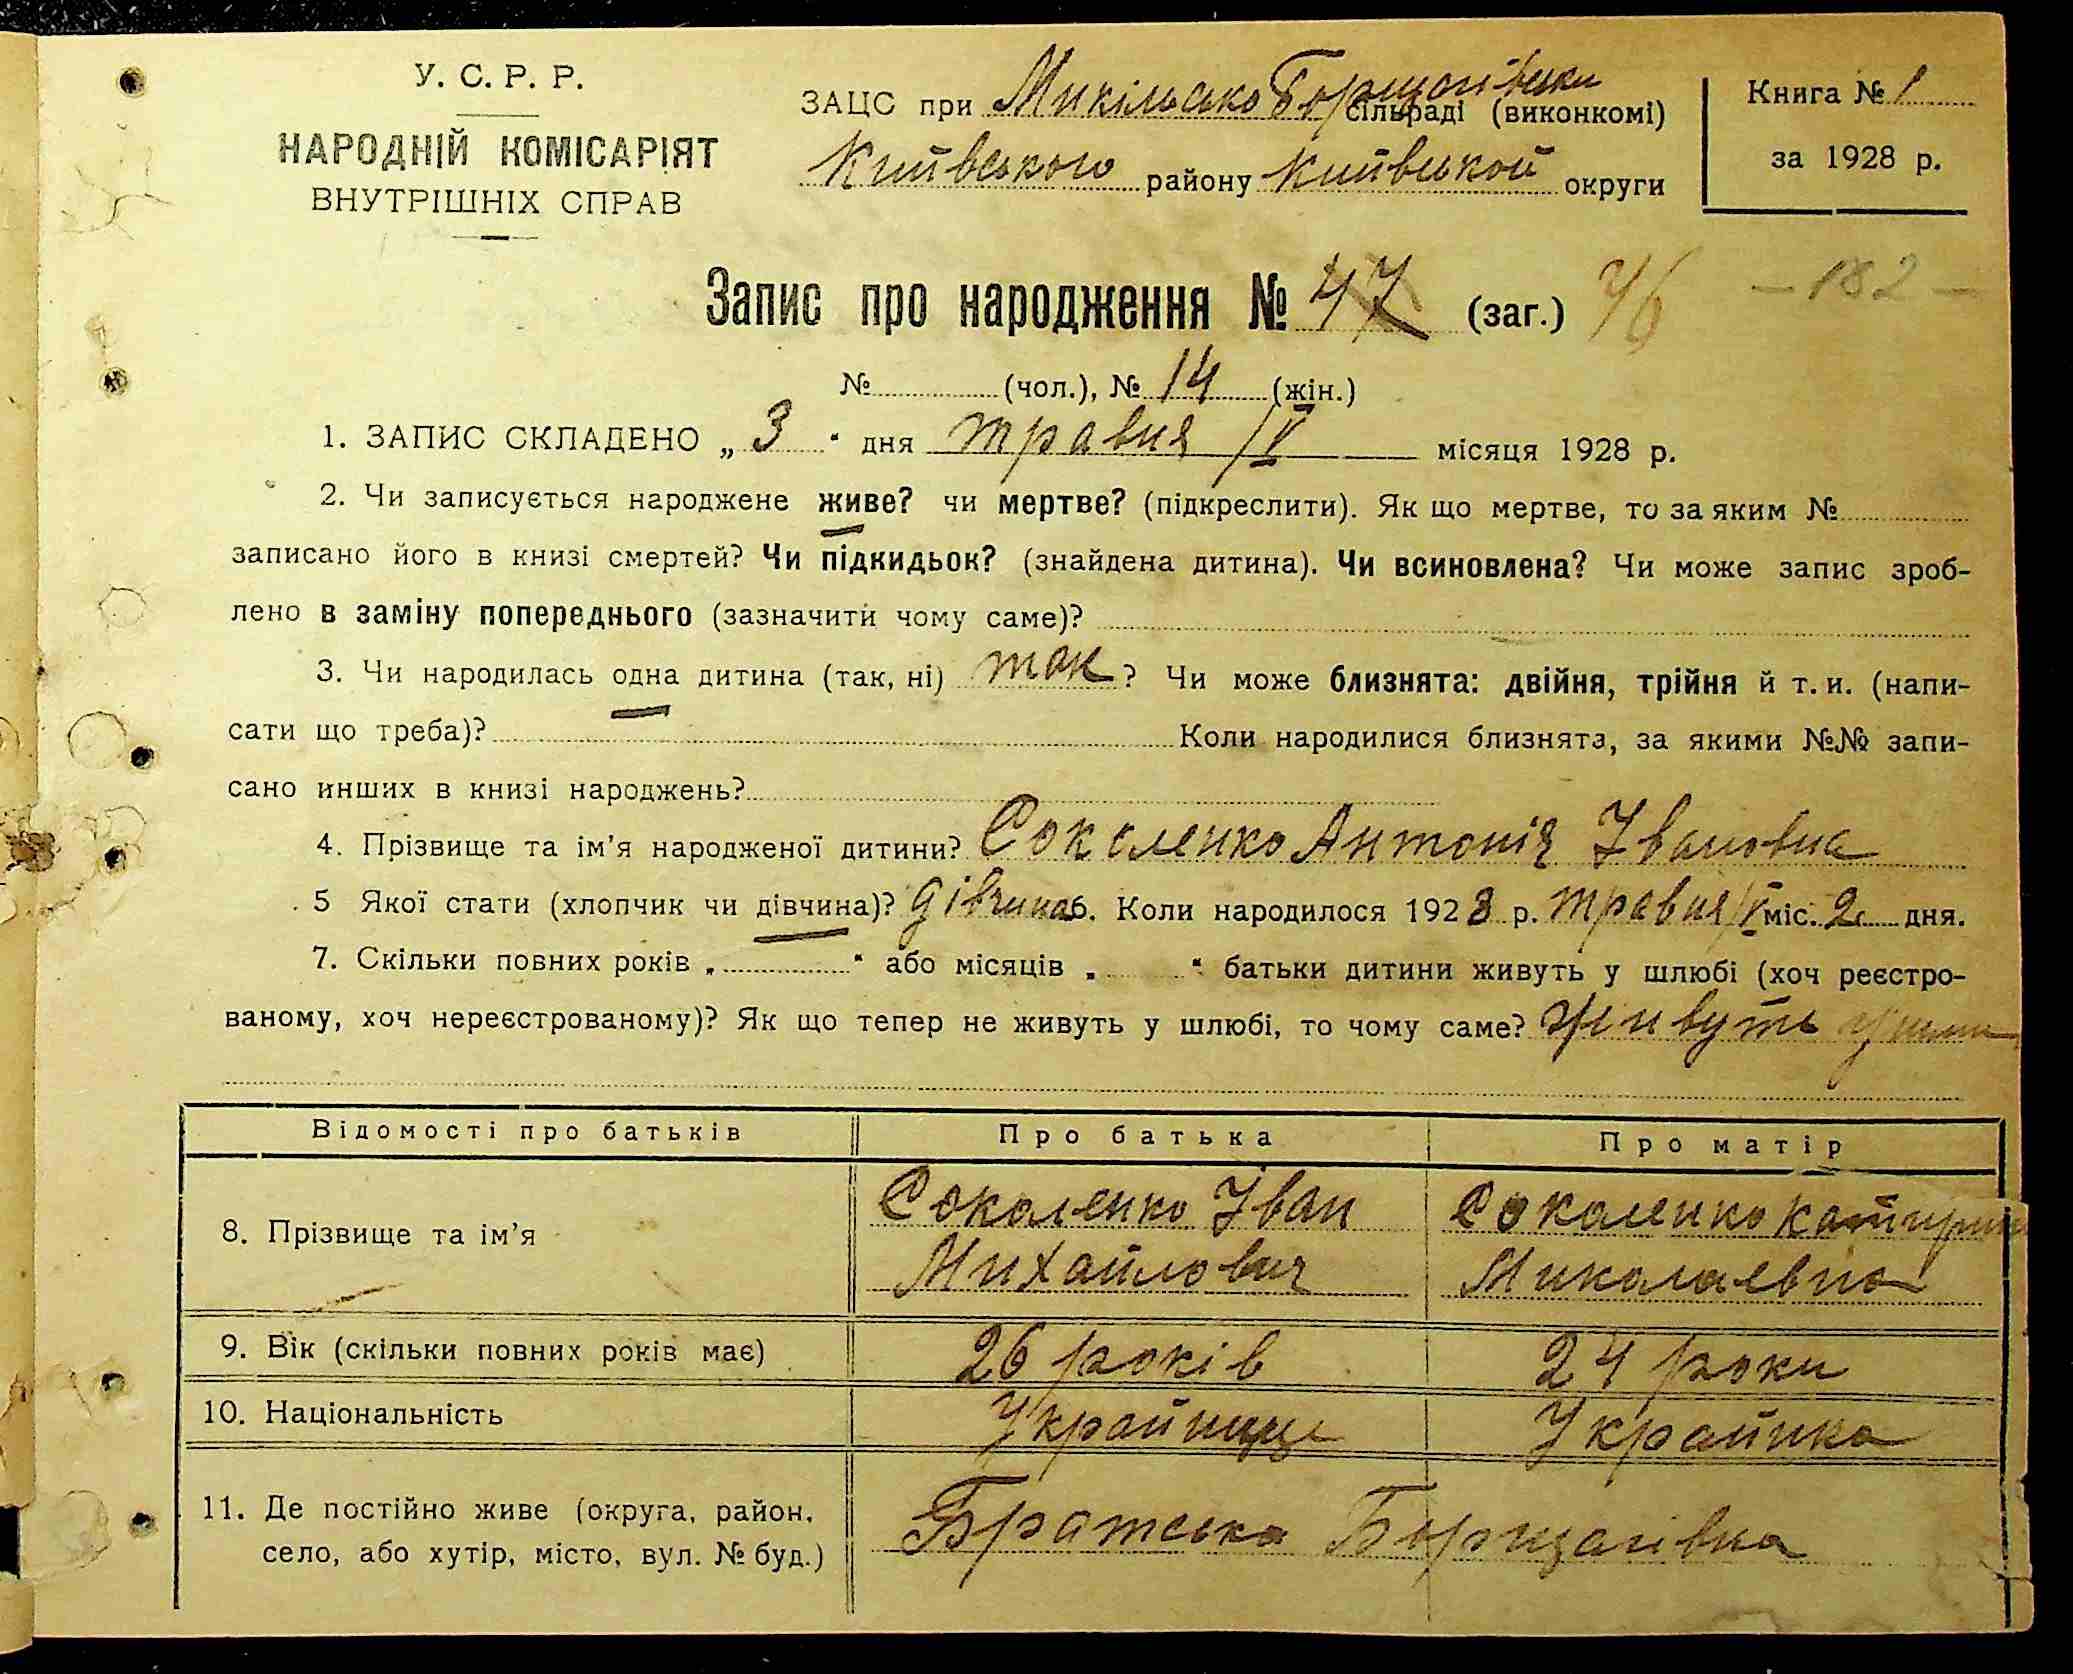 У. С. Р. Р.
НАРОДНІЙ КОМІСАРІЯТ
ВНУТРІШНІХ СПРАВ
ЗАЦС при Микільсько Борщагівськи сільраді (виконкомі)
Київського району Київської округи
Книга № 1
за 1928 р.
Запис про народження № 47 (заг.) 76 — 182 —
№ (чол.), № 14 (жін.)
1. ЗАПИС СКЛАДЕНО „ 3 “ дня травня /V місяця 1928 р.
2. Чи записується народжене живе? чи мертве? (підкреслити). Як що мертве, то за яким №
записано його в книзі смертей? Чи підкидьок? (знайдена дитина). Чи всиновлена? Чи може запис зроб-
лено в заміну попереднього (зазначити чому саме)?
3. Чи народилась одна дитина (так, ні) так ? Чи може близнята: двійня, трійня й т. и. (напи-
сати що треба)? Коли народилися близнята, за якими №№ запи-
сано инших в книзі народжень?
4. Прізвище та ім’я народженої дитини? Соколенко Антонія Івановна
5 Якої стати (хлопчик чи дівчина)? дівчина 6. Коли народилося 1928 р. травня /V міс. 2 дня.
7. Скільки повних років „ “ або місяців „ “ батьки дитини живуть у шлюбі (хоч реєстро-
ваному, хоч нереєстрованому)? Як що тепер не живуть у шлюбі, то чому саме? живуть
Відомості про батьків Про батька Про матір
8. Прізвище та ім’я Соколенко Іван Михайлович Соколенко Катирина Миколаевна
9. Вік (скільки повних років має) 26 років 24 роки
10. Національність Українець Українка
11. Де постійно живе (округа, район, село, або хутір, місто, вул. № буд.) Братська Борщагівка